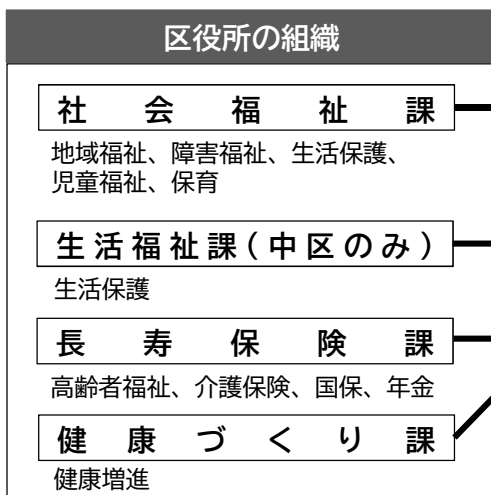 区役所の組織
社会福祉課
地域福祉、障害福祉、生活保護、
児童福祉、保育
生活福祉課(中区のみ)
生活保護
長寿保険課
高齢者福祉、介護保険、国保、年金
健康づくり課
健康増進